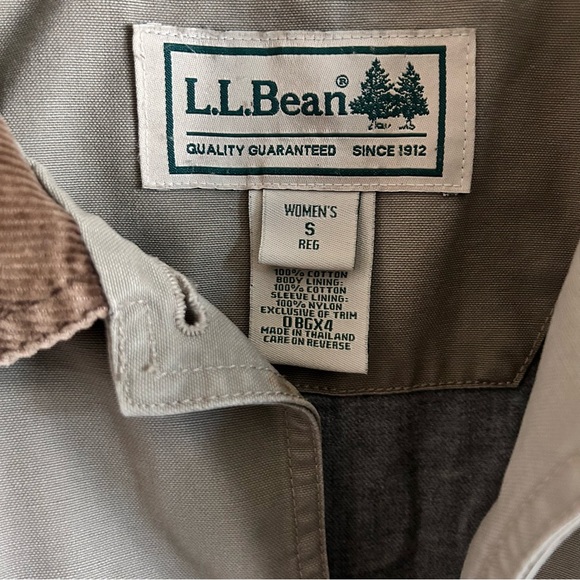 L.L.Bean®
QUALITY GUARANTEED SINCE 1912
WOMEN'S
S
REG
100% COTTON
BODY LINING:
100% COTTON
SLEEVE LINING:
100% NYLON
EXCLUSIVE OF TRIM
0BGX4
MADE IN THAILAND
CARE ON REVERSE